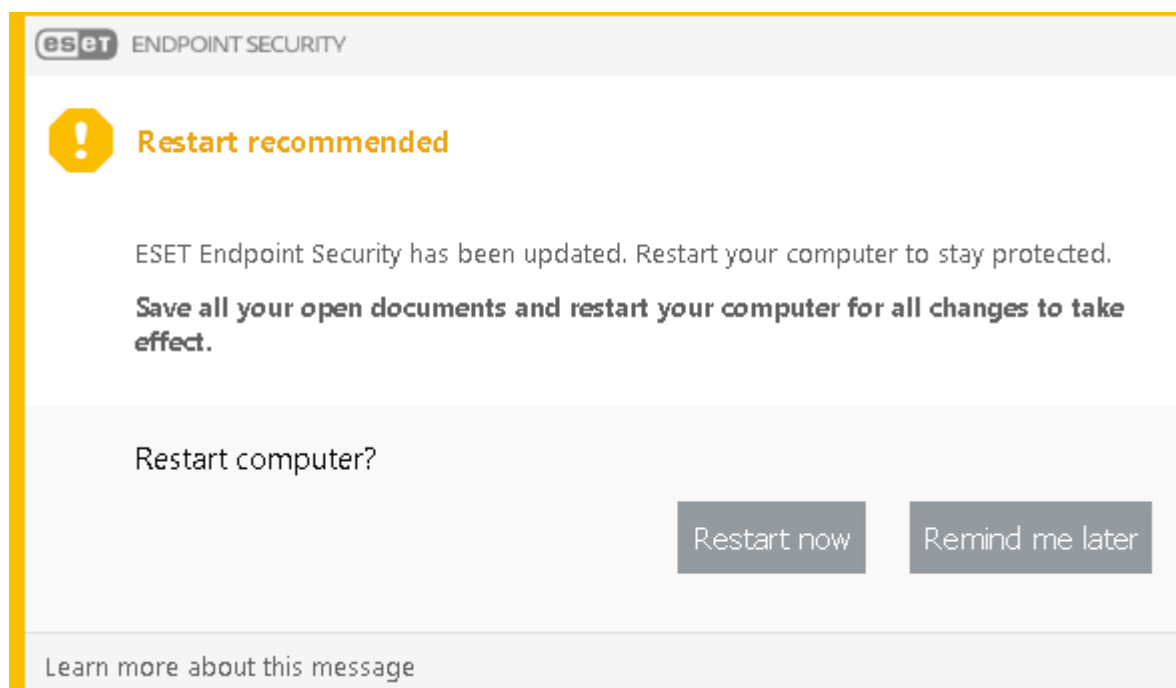 eset ENDPOINT SECURITY
Restart recommended
ESET Endpoint Security has been updated. Restart your computer to stay protected.
Save all your open documents and restart your computer for all changes to take
effect.
Restart computer?
Restart now Remind me later
Learn more about this message